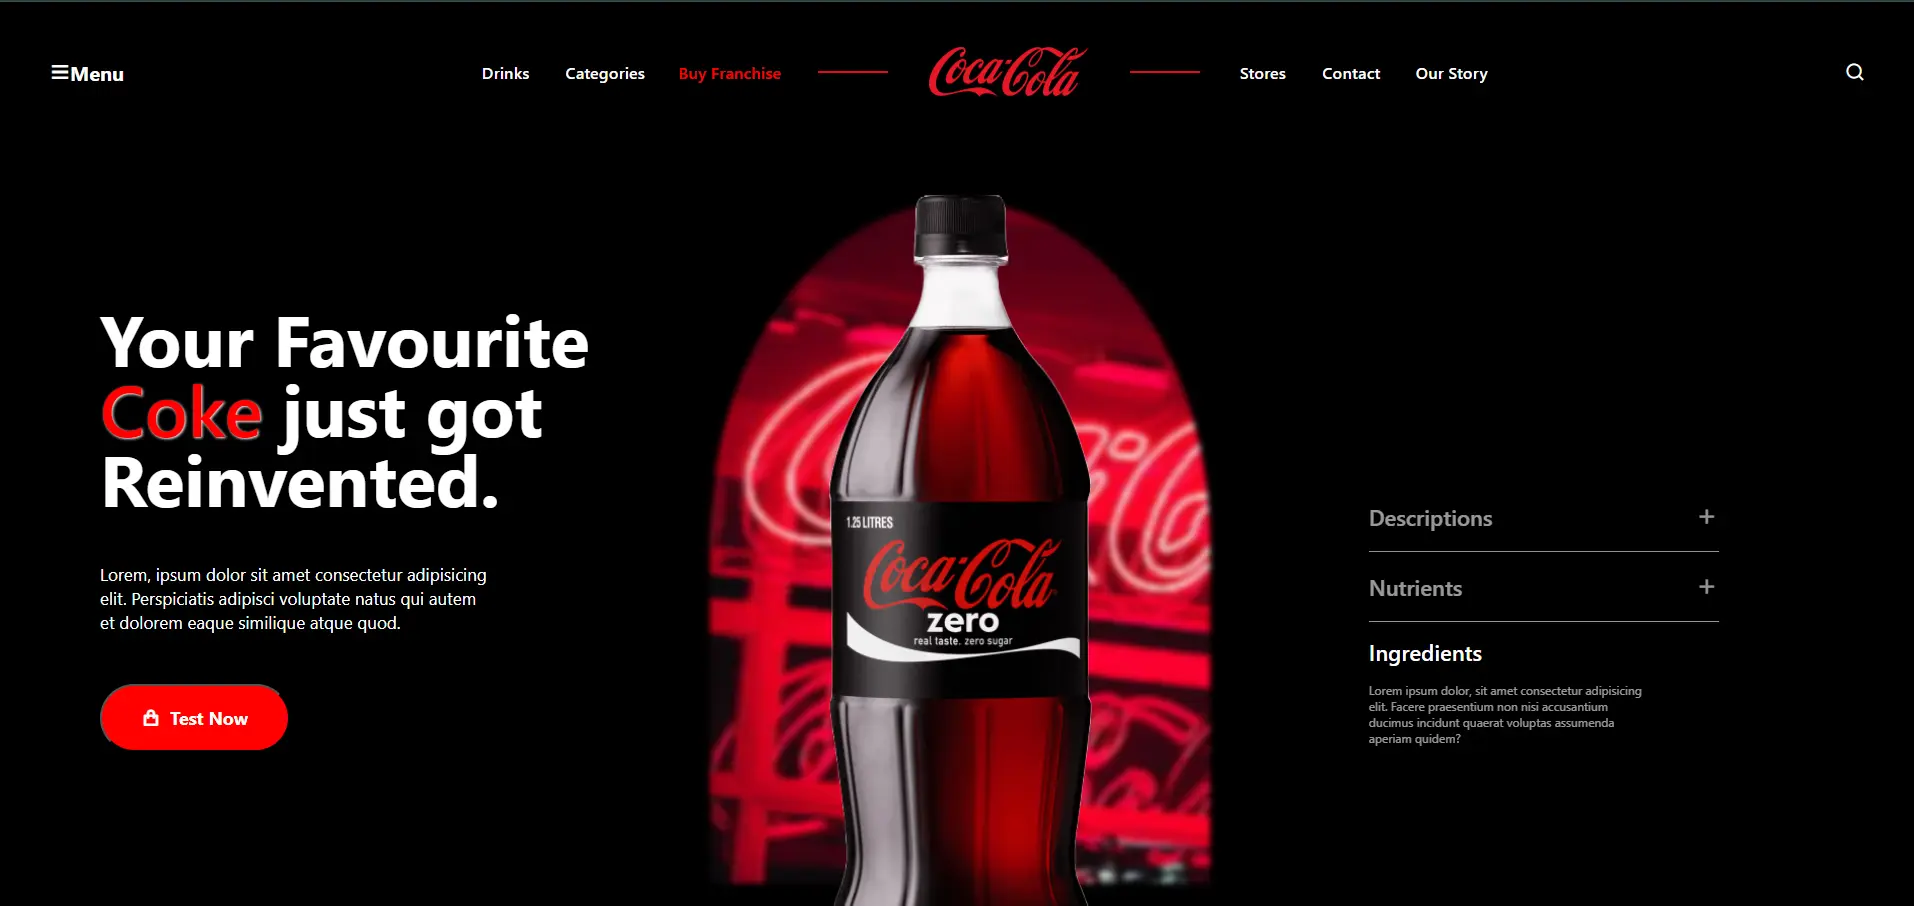 Menu
Drinks
Categories
Buy Franchise
Coca-Cola
Stores
Contact
Our Story
Your Favourite
Coke just got
Reinvented.
Lorem, ipsum dolor sit amet consectetur adipisicing
elit. Perspiciatis adipisci voluptate natus qui autem
et dolorem eaque similique atque quod.
Test Now
1.25 LITRES
Coca-Cola
zero
real taste. zero sugar
Descriptions
Nutrients
Ingredients
Lorem ipsum dolor, sit amet consectetur adipisicing
elit. Facere praesentium non nisi accusantium
ducimus incidunt quaerat voluptas assumenda
aperiam quidem?